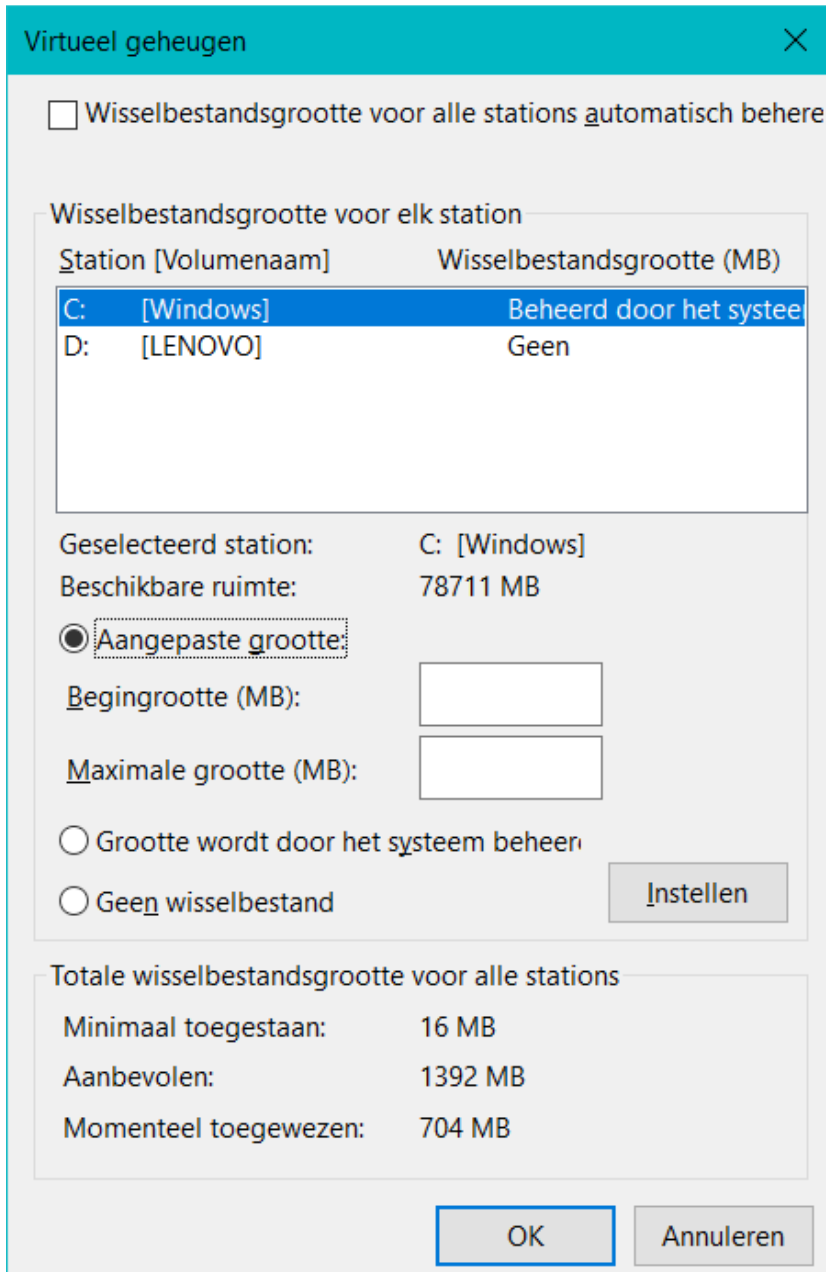 Virtueel geheugen
Wisselbestandsgrootte voor alle stations automatisch behere
Wisselbestandsgrootte voor elk station
Station [Volumenaam] Wisselbestandsgrootte (MB)
C: [Windows] Beheerd door het systee
D: [LENOVO] Geen
Geselecteerd station: C: [Windows]
Beschikbare ruimte: 78711 MB
Aangepaste grootte:
Begingrootte (MB):
Maximale grootte (MB):
Grootte wordt door het systeem beheer
Geen wisselbestand
Instellen
Totale wisselbestandsgrootte voor alle stations
Minimaal toegestaan: 16 MB
Aanbevolen: 1392 MB
Momenteel toegewezen: 704 MB
OK Annuleren